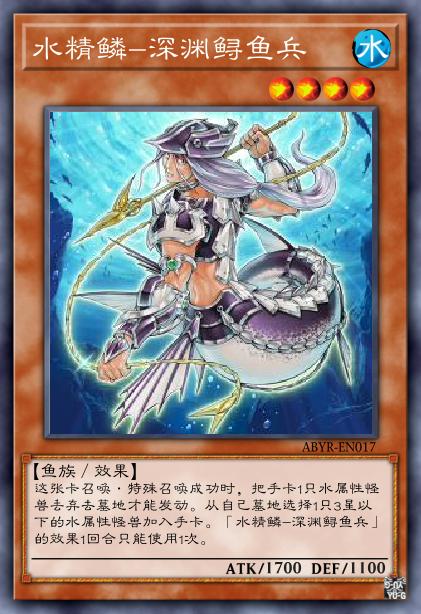 水精鳞-深渊鲟鱼兵
水
ABYR-EN017
【鱼族／效果】
这张卡召唤·特殊召唤成功时，把手卡1只水属性怪
兽丢弃去墓地才能发动。从自己墓地选择1只3星以
下的水属性怪兽加入手卡。「水精鳞-深渊鲟鱼兵」
的效果1回合只能使用1次。
ATK/1700 DEF/1100